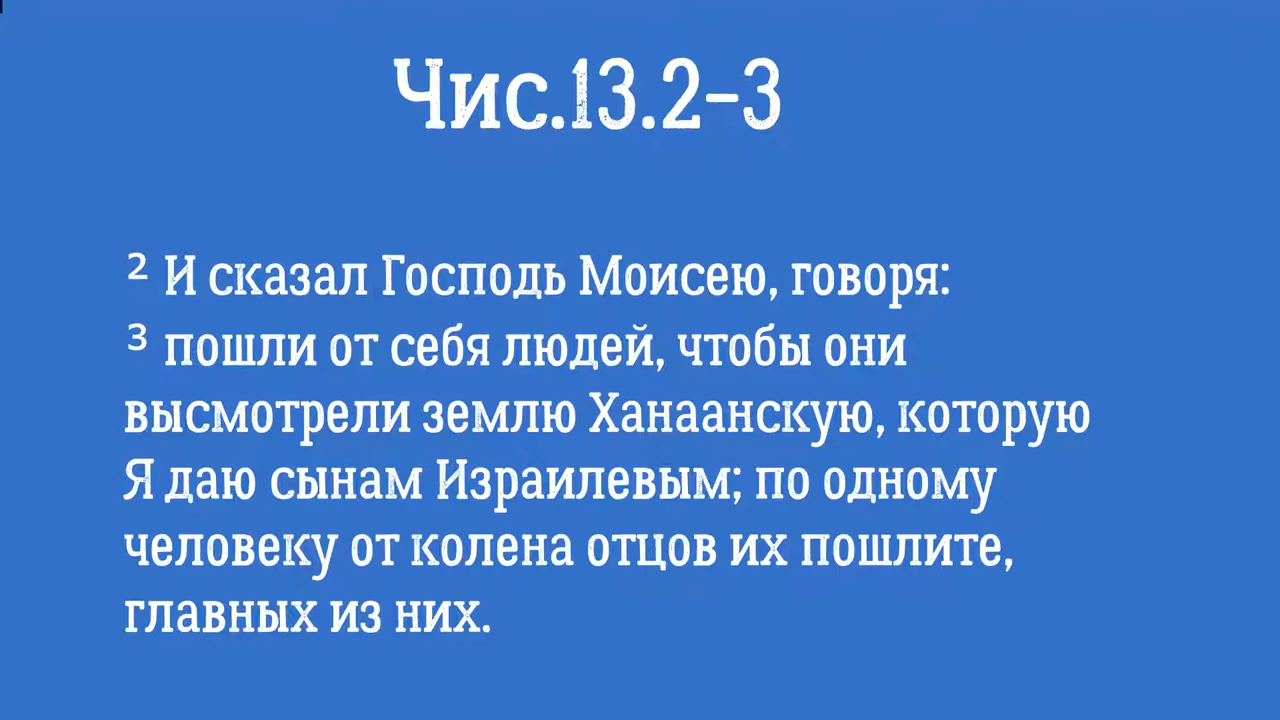 Чис.13.2-3
² И сказал Господь Моисею, говоря:
³ пошли от себя людей, чтобы они
высмотрели землю Ханаанскую, которую
Я даю сынам Израилевым; по одному
человеку от колена отцов их пошлите,
главных из них.